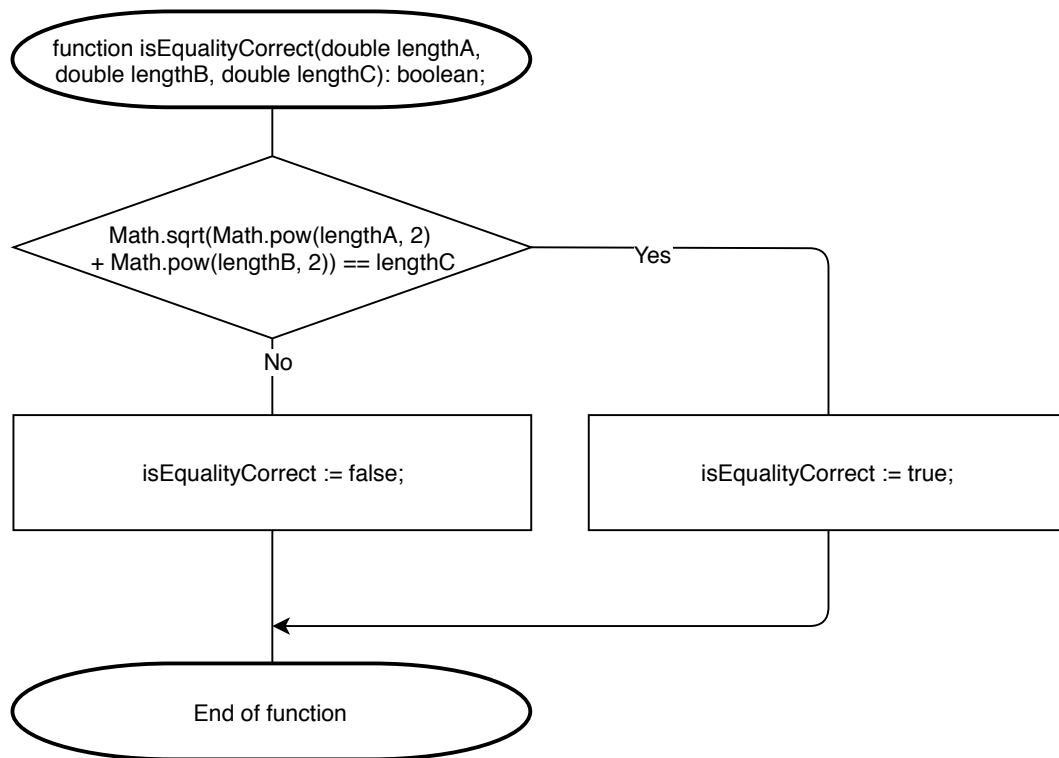 function isEqualityCorrect(double lengthA,
double lengthB, double lengthC): boolean;
Math.sqrt(Math.pow(lengthA, 2)
+ Math.pow(lengthB, 2)) == lengthC
Yes
No
isEqualityCorrect := false;
isEqualityCorrect := true;
End of function